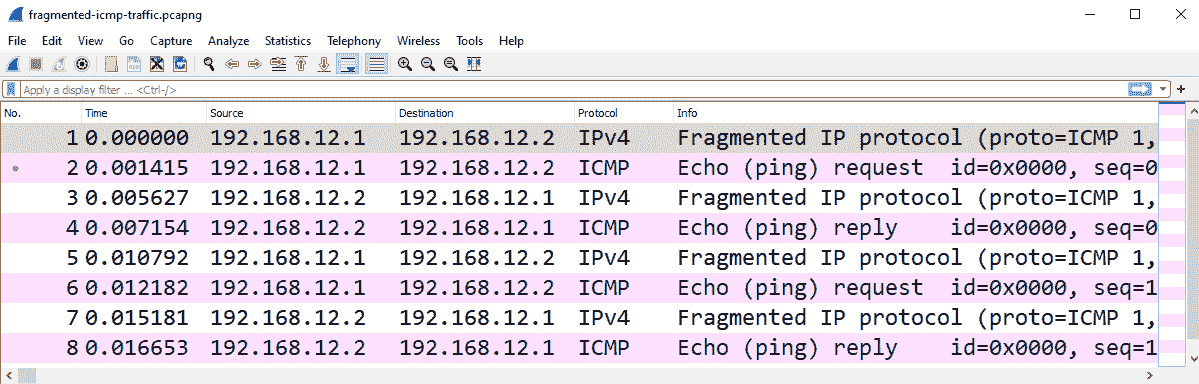 fragmented-icmp-traffic.pcapng
File Edit View Go Capture Analyze Statistics Telephony Wireless Tools Help
Apply a display filter ... <Ctrl-/>
No. Time Source Destination Protocol Info
1 0.000000 192.168.12.1 192.168.12.2 IPv4 Fragmented IP protocol (proto=ICMP 1,
2 0.001415 192.168.12.1 192.168.12.2 ICMP Echo (ping) request id=0x0000, seq=0
3 0.005627 192.168.12.2 192.168.12.1 IPv4 Fragmented IP protocol (proto=ICMP 1,
4 0.007154 192.168.12.2 192.168.12.1 ICMP Echo (ping) reply id=0x0000, seq=0
5 0.010792 192.168.12.1 192.168.12.2 IPv4 Fragmented IP protocol (proto=ICMP 1,
6 0.012182 192.168.12.1 192.168.12.2 ICMP Echo (ping) request id=0x0000, seq=1
7 0.015181 192.168.12.2 192.168.12.1 IPv4 Fragmented IP protocol (proto=ICMP 1,
8 0.016653 192.168.12.2 192.168.12.1 ICMP Echo (ping) reply id=0x0000, seq=1